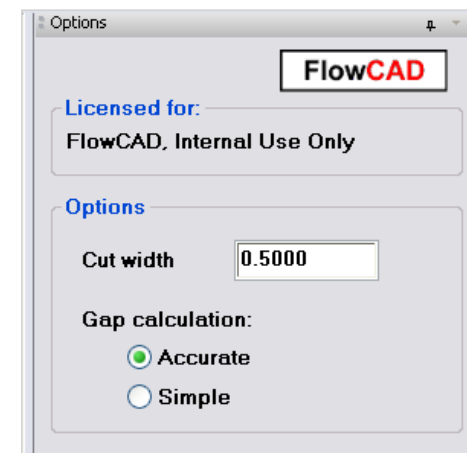 Options
FlowCAD
Licensed for:
FlowCAD, Internal Use Only
Options
Cut width 0.5000
Gap calculation:
Accurate
Simple